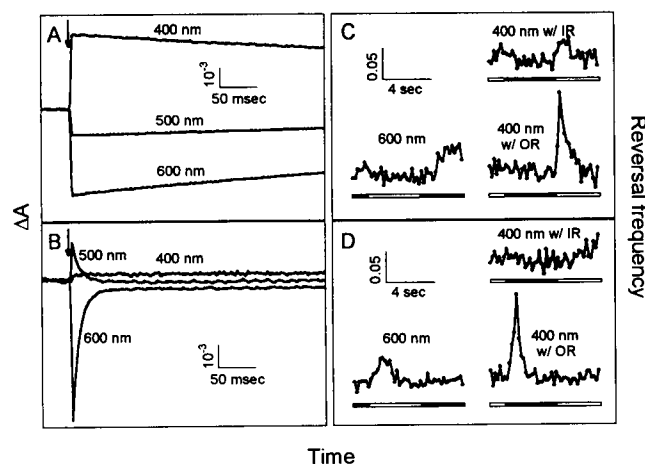 A
400 nm
10-3
50 msec
500 nm
600 nm
B
500 nm
400 nm
600 nm
10-3
50 msec
ΔA
C
400 nm w/ IR
0.05
4 sec
600 nm
400 nm
w/ OR
D
400 nm w/ IR
0.05
4 sec
600 nm
400 nm
w/ OR
Reversal frequency
Time